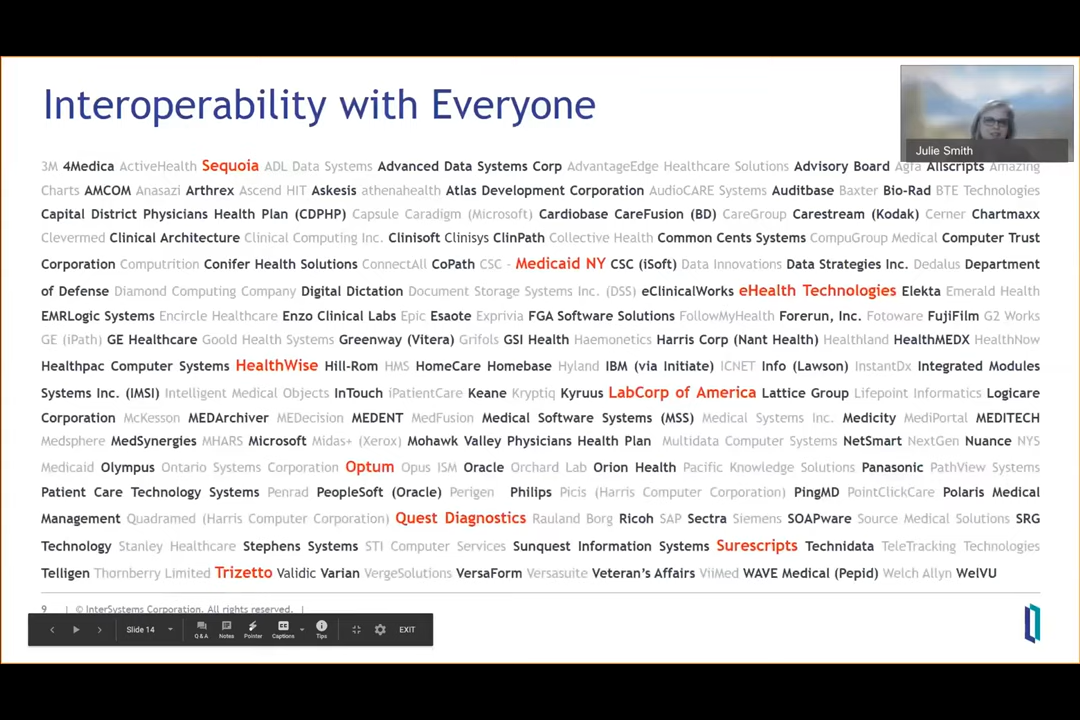 Interoperability with Everyone
Julie Smith
3M 4Medica ActiveHealth Sequoia ADL Data Systems Advanced Data Systems Corp AdvantageEdge Healthcare Solutions Advisory Board Agfa Allscripts Amazing
Charts AMCOM Anasazi Arthrex Ascend HIT Askesis athenahealth Atlas Development Corporation AudioCARE Systems Auditbase Baxter Bio-Rad BTE Technologies
Capital District Physicians Health Plan (CDPHP) Capsule Caradigm (Microsoft) Cardiobase CareFusion (BD) CareGroup Carestream (Kodak) Cerner Chartmaxx
Clevermed Clinical Architecture Clinical Computing Inc. Clinisoft Clinisys ClinPath Collective Health Common Cents Systems CompuGroup Medical Computer Trust
Corporation Computrition Conifer Health Solutions ConnectAll CoPath CSC - Medicaid NY CSC (iSoft) Data Innovations Data Strategies Inc. Dedalus Department
of Defense Diamond Computing Company Digital Dictation Document Storage Systems Inc. (DSS) eClinicalWorks eHealth Technologies Elekta Emerald Health
EMRLogic Systems Encircle Healthcare Enzo Clinical Labs Epic Esaote Exprivia FGA Software Solutions FollowMyHealth Forerun, Inc. Fotoware FujiFilm G2 Works
GE (iPath) GE Healthcare Goold Health Systems Greenway (Vitera) Grifols GSI Health Haemonetics Harris Corp (Nant Health) Healthland HealthMEDX HealthNow
Healthpac Computer Systems HealthWise Hill-Rom HMS HomeCare Homebase Hyland IBM (via Initiate) ICNET Info (Lawson) InstantDx Integrated Modules
Systems Inc. (IMSI) Intelligent Medical Objects InTouch iPatientCare Keane Kryptiq Kyruus LabCorp of America Lattice Group Lifepoint Informatics Logicare
Corporation McKesson MEDArchiver MEDecision MEDENT MedFusion Medical Software Systems (MSS) Medical Systems Inc. Medicity MediPortal MEDITECH
Medsphere MedSynergies MHARS Microsoft Midas+ (Xerox) Mohawk Valley Physicians Health Plan Multidata Computer Systems NetSmart NextGen Nuance NYS
Medicaid Olympus Ontario Systems Corporation Optum Opus ISM Oracle Orchard Lab Orion Health Pacific Knowledge Solutions Panasonic PathView Systems
Patient Care Technology Systems Penrad PeopleSoft (Oracle) Perigen Philips Picis (Harris Computer Corporation) PingMD PointClickCare Polaris Medical
Management Quadramed (Harris Computer Corporation) Quest Diagnostics Rauland Borg Ricoh SAP Sectra Siemens SOAPware Source Medical Solutions SRG
Technology Stanley Healthcare Stephens Systems STI Computer Services Sunquest Information Systems Surescripts Technidata TeleTracking Technologies
Telligen Thornberry Limited Trizetto Validic Varian VergeSolutions VersaForm Versasuite Veteran's Affairs ViiMed WAVE Medical (Pepid) Welch Allyn WelVU
9 | © InterSystems Corporation. All rights reserved. |
Slide 14 Q&A Notes Pointer Captions Tips EXIT